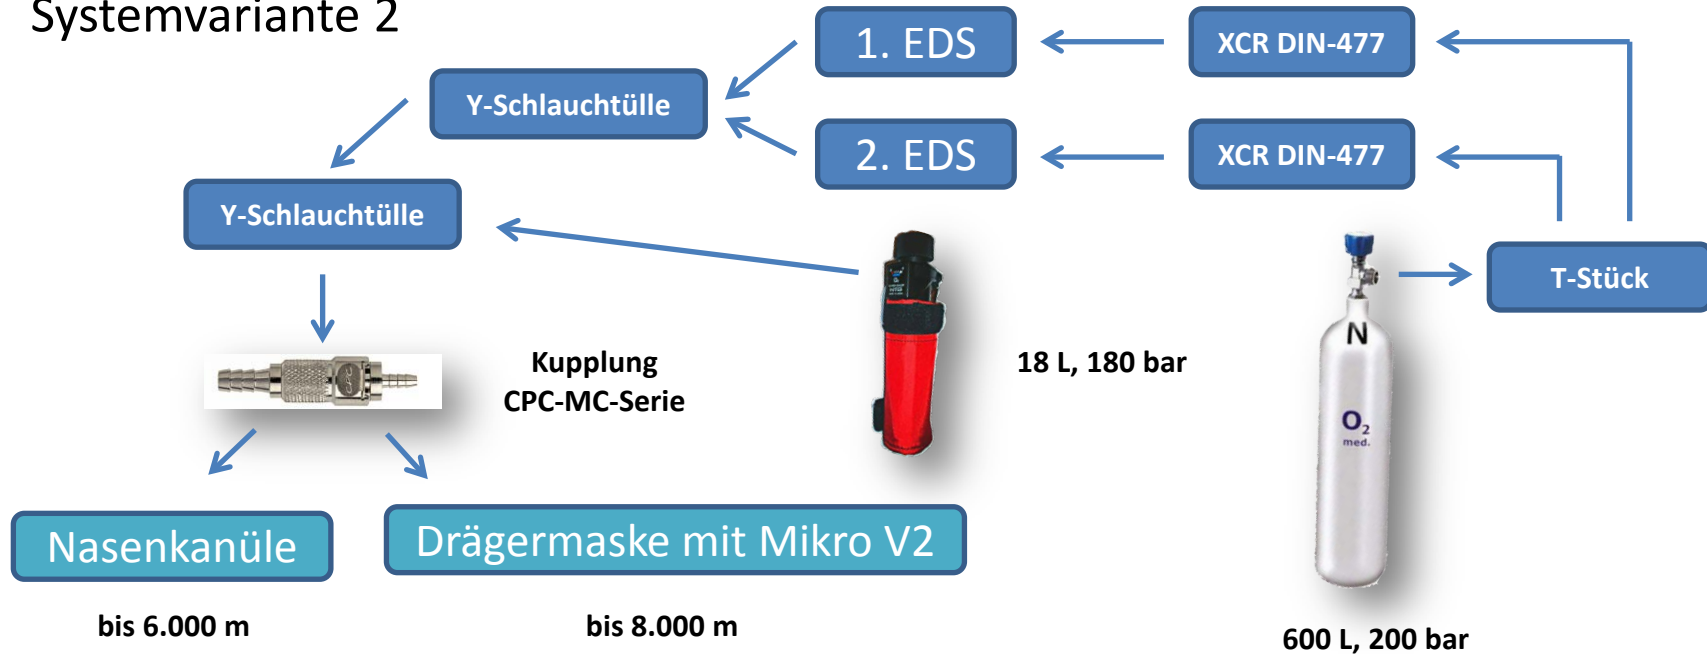 Systemvariante 2
1. EDS
XCR DIN-477
Y-Schlauchtülle
2. EDS
XCR DIN-477
Y-Schlauchtülle
T-Stück
N
Kupplung
CPC-MC-Serie
CPC
18 L, 180 bar
O2
med.
Nasenkanüle
Drägermaske mit Mikro V2
bis 6.000 m
bis 8.000 m
600 L, 200 bar